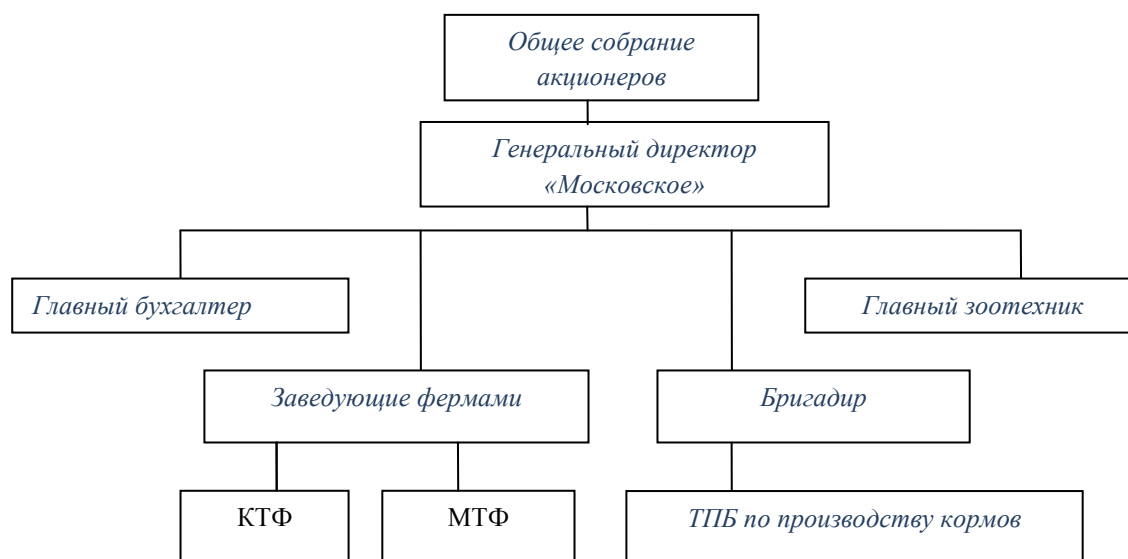 Общее собрание
акционеров
Генеральный директор
«Московское»
Главный бухгалтер
Главный зоотехник
Заведующие фермами
Бригадир
КТФ
МТФ
ТПБ по производству кормов